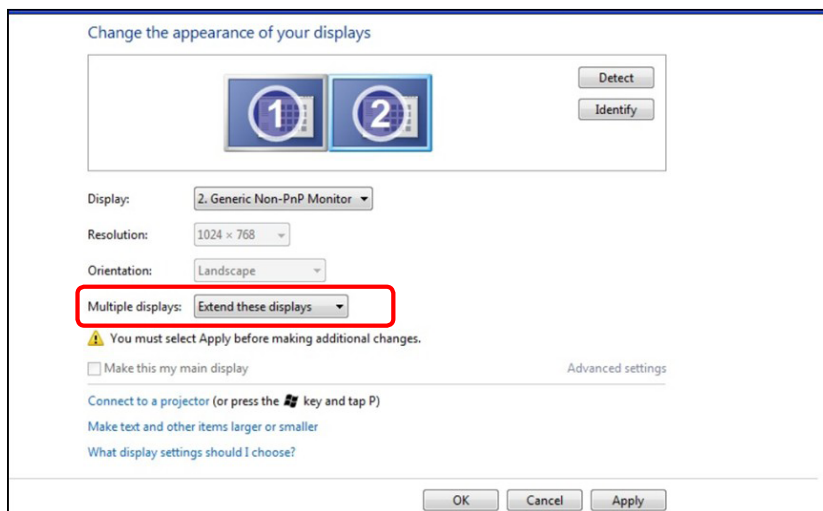 Change the appearance of your displays
1
2
Detect
Identify
Display: 2. Generic Non-PnP Monitor
Resolution: 1024 × 768
Orientation: Landscape
Multiple displays: Extend these displays
You must select Apply before making additional changes.
Make this my main display Advanced settings
Connect to a projector (or press the key and tap P)
Make text and other items larger or smaller
What display settings should I choose?
OK Cancel Apply